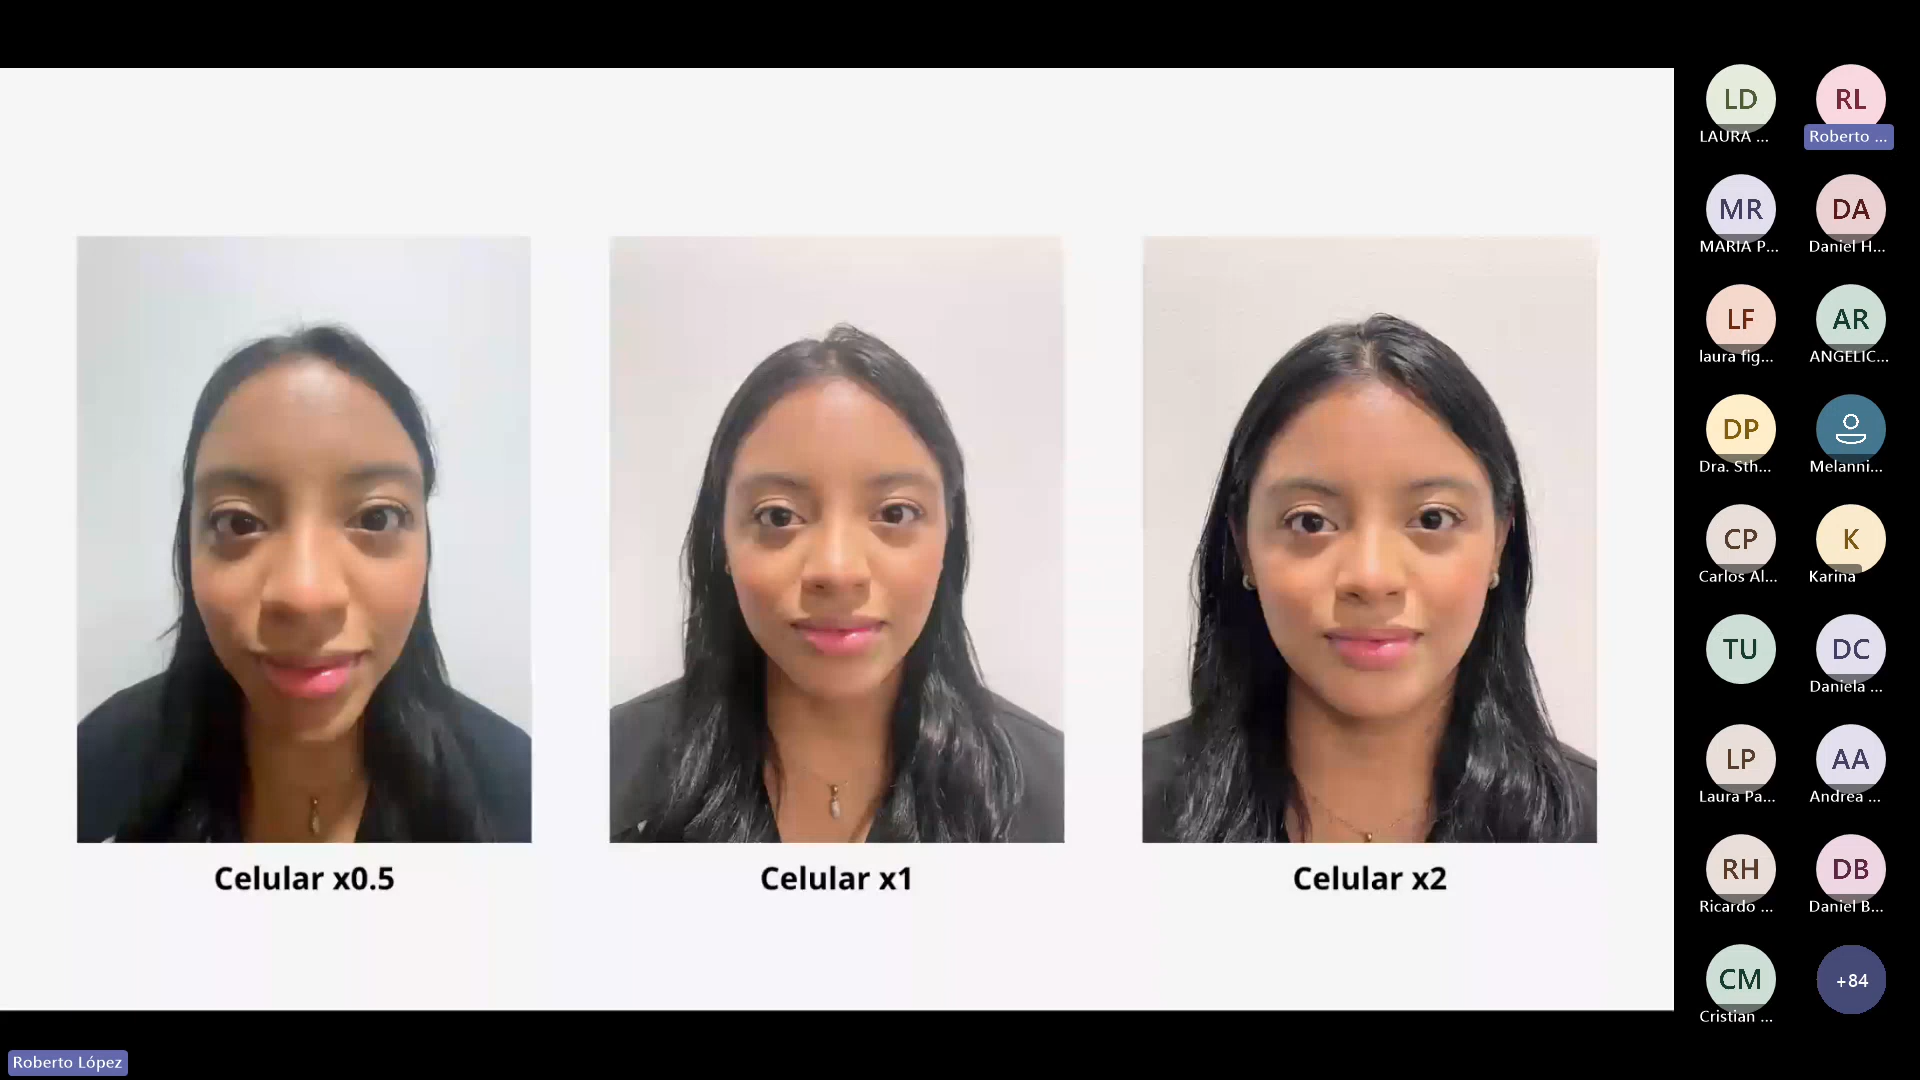 Celular x0.5
Celular x1
Celular x2
LD
LAURA ...
RL
Roberto ...
MR
MARIA P...
DA
Daniel H...
LF
laura fig...
AR
ANGELIC...
DP
Dra. Sth...
Melanni...
CP
Carlos Al...
K
Karina
TU
DC
Daniela ...
LP
Laura Pa...
AA
Andrea ...
RH
Ricardo ...
DB
Daniel B...
CM
Cristian ...
+84
Roberto López